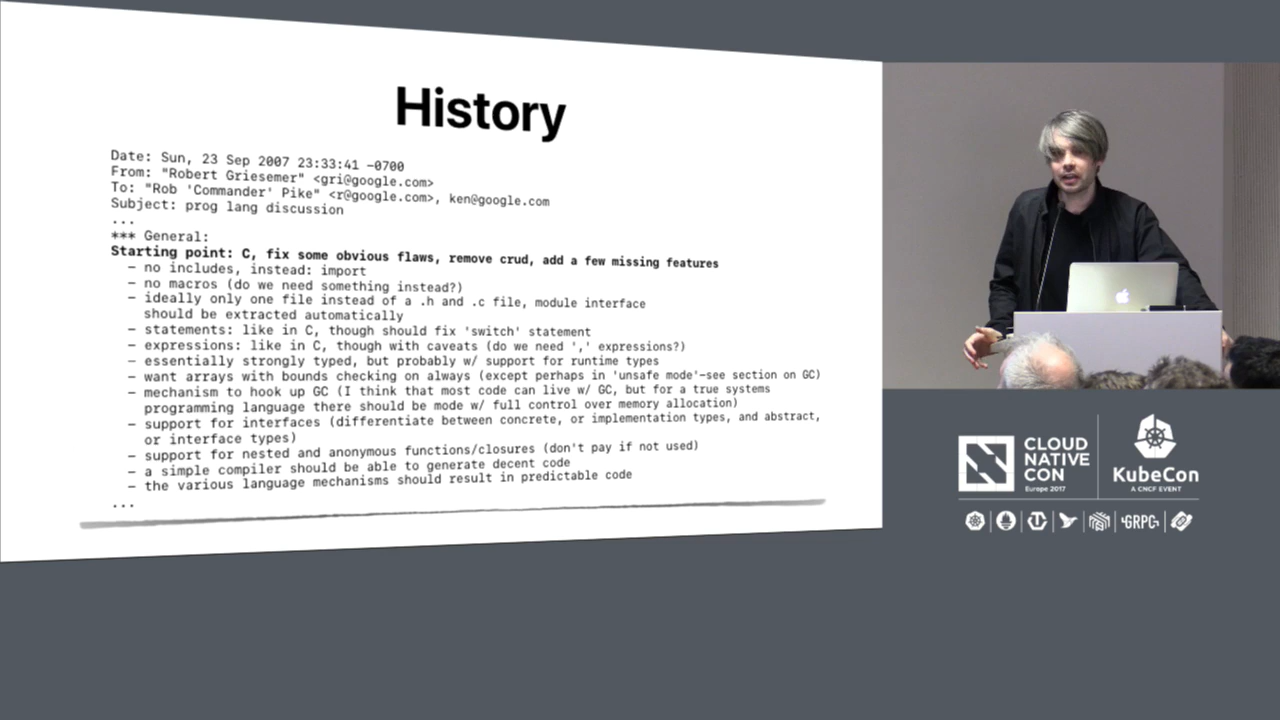 History
Date: Sun, 23 Sep 2007 23:33:41 -0700
From: "Robert Griesemer" <gri@google.com>
To: "Rob 'Commander' Pike" <r@google.com>, ken@google.com
Subject: prog lang discussion
...
*** General:
Starting point: C, fix some obvious flaws, remove crud, add a few missing features
- no includes, instead: import
- no macros (do we need something instead?)
- ideally only one file instead of a .h and .c file, module interface
should be extracted automatically
- statements: like in C, though should fix 'switch' statement
- expressions: like in C, though with caveats (do we need ',' expressions?)
- essentially strongly typed, but probably w/ support for runtime types
- want arrays with bounds checking on always (except perhaps in 'unsafe mode'-see section on GC)
- mechanism to hook up GC (I think that most code can live w/ GC, but for a true systems
programming language there should be mode w/ full control over memory allocation)
- support for interfaces (differentiate between concrete, or implementation types, and abstract,
or interface types)
- support for nested and anonymous functions/closures (don't pay if not used)
- a simple compiler should be able to generate decent code
- the various language mechanisms should result in predictable code
...
CLOUD
NATIVE
CON
Europe 2017
KubeCon
A CNCF EVENT
GRPC